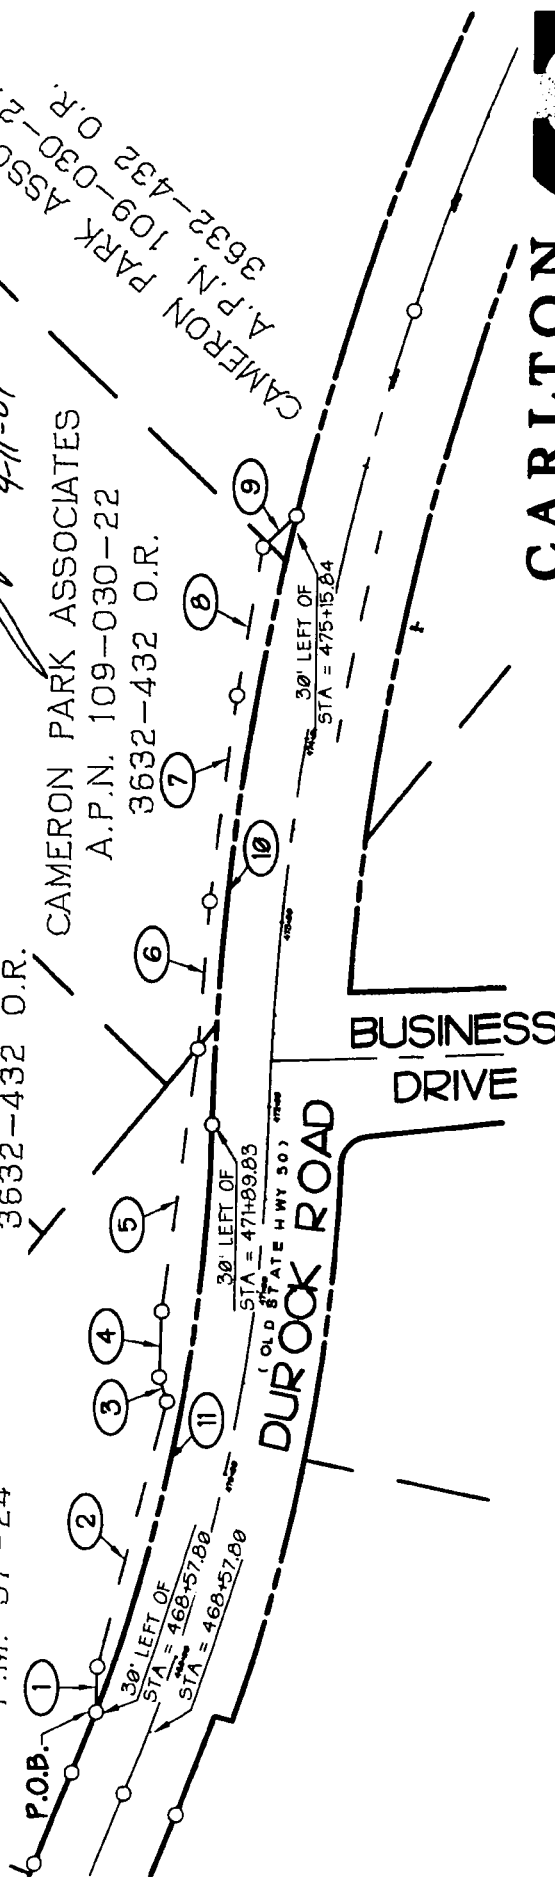 CAMERON PARK ASSO
A.P.N. 109-030-2
3632-432 O.R.
9-11-01
CAMERON PARK ASSOCIATES
A.P.N. 109-030-22
3632-432 O.R.
3632-432 O.R.
P.O.B.
1
2
3
4
5
6
7
8
9
10
11
30' LEFT OF
STA = 468+57.80
STA = 468+57.80
30' LEFT OF
STA = 471+89.83
30' LEFT OF
STA = 475+15.84
DUROCK ROAD
(OLD STATE HWY 50)
BUSINESS
DRIVE
CARLTON